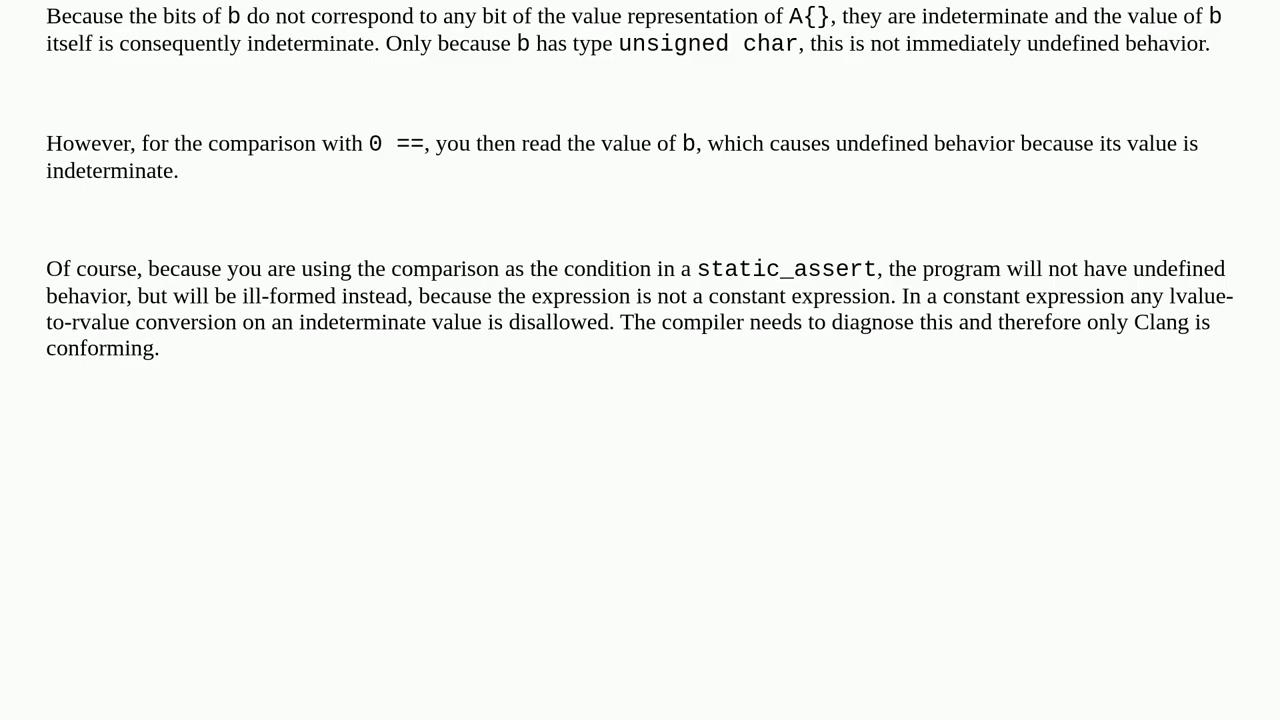 Because the bits of b do not correspond to any bit of the value representation of A{}, they are indeterminate and the value of b
itself is consequently indeterminate. Only because b has type unsigned char, this is not immediately undefined behavior.
However, for the comparison with 0 ==, you then read the value of b, which causes undefined behavior because its value is
indeterminate.
Of course, because you are using the comparison as the condition in a static_assert, the program will not have undefined
behavior, but will be ill-formed instead, because the expression is not a constant expression. In a constant expression any lvalue-
to-rvalue conversion on an indeterminate value is disallowed. The compiler needs to diagnose this and therefore only Clang is
conforming.